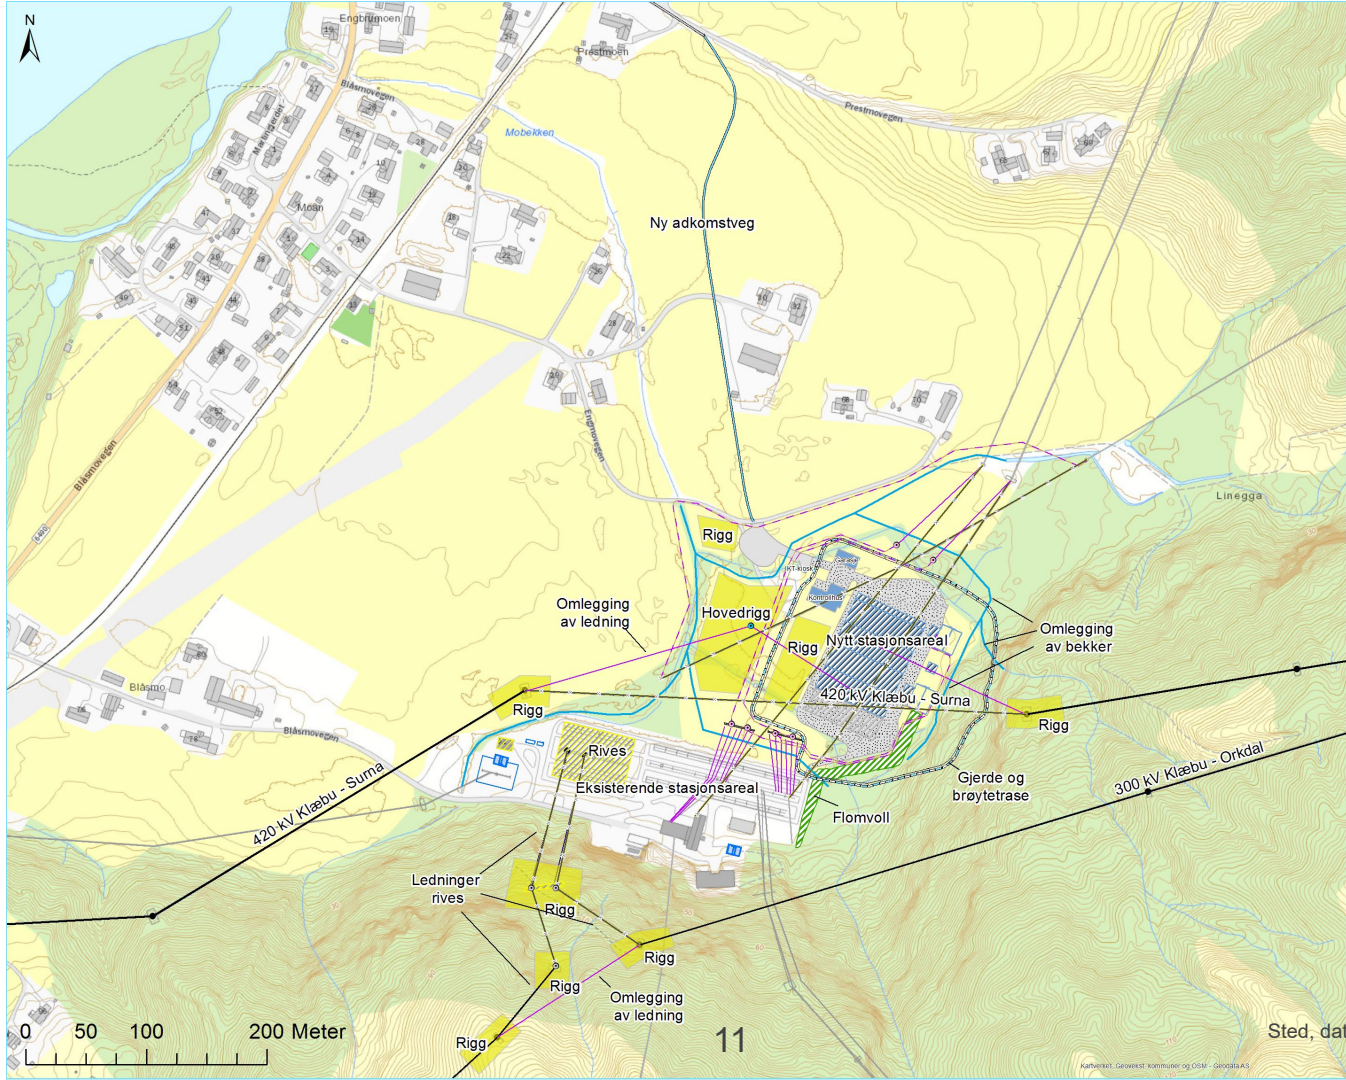 N
Engbrumoen
Prestmoen
Blåsmovegen
Mobekken
Prestmovegen
Moan
Ny adkomstveg
Engmovegen
Blåsmovegen
6490
Linegga
Rigg
IKT-kiosk
Kontrollhus
Omlegging
av ledning
Hovedrigg
Rigg
Nytt stasjonsareal
Omlegging
av bekker
420 kV Klæbu - Surna
Rigg
Rigg
Blåsmo
Blåsmovegen
Rives
Eksisterende stasjonsareal
Gjerde og
brøytetrase
300 kV Klæbu - Orkdal
420 kV Klæbu - Surna
Flomvoll
Ledninger
rives
Rigg
Rigg
Rigg
Omlegging
av ledning
Rigg
0 50 100 200 Meter
11
Sted, dat
Kartverket, Geovekst, kommuner og OSM - Geodata AS